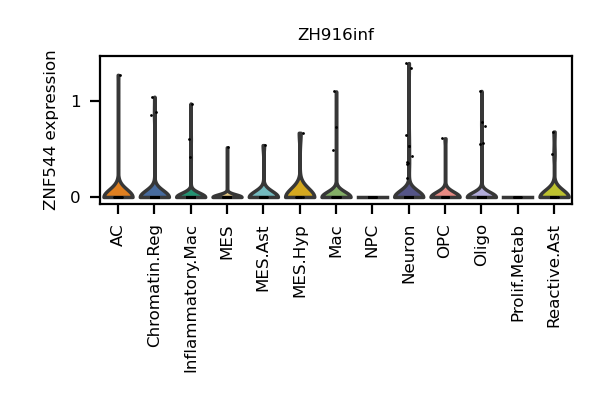 ZH916inf
ZNF544 expression
1
0
AC
Chromatin.Reg
Inflammatory.Mac
MES
MES.Ast
MES.Hyp
Mac
NPC
Neuron
OPC
Oligo
Prolif.Metab
Reactive.Ast